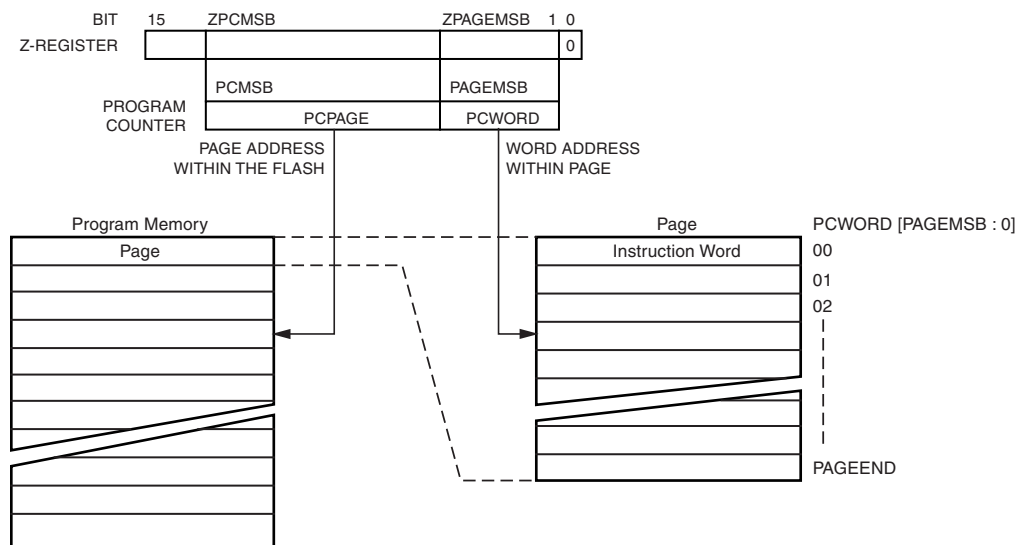 BIT 15 ZPCMSB ZPAGEMSB 1 0
Z-REGISTER 0
PCMSB PAGEMSB
PROGRAM
COUNTER
PCPAGE PCWORD
PAGE ADDRESS
WITHIN THE FLASH
WORD ADDRESS
WITHIN PAGE
Program Memory
Page
Page
PCWORD [PAGEMSB : 0]
Instruction Word
00
01
02
PAGEEND